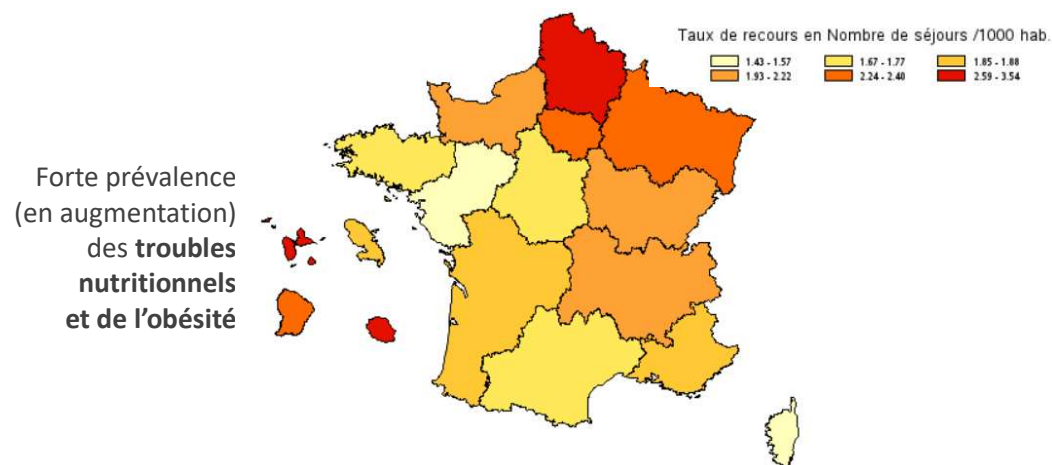 Taux de recours en Nombre de séjours /1000 hab.
1.43 - 1.57
1.67 - 1.77
1.85 - 1.88
1.93 - 2.22
2.24 - 2.40
2.59 - 3.54
Forte prévalence
(en augmentation)
des troubles
nutritionnels
et de l’obésité